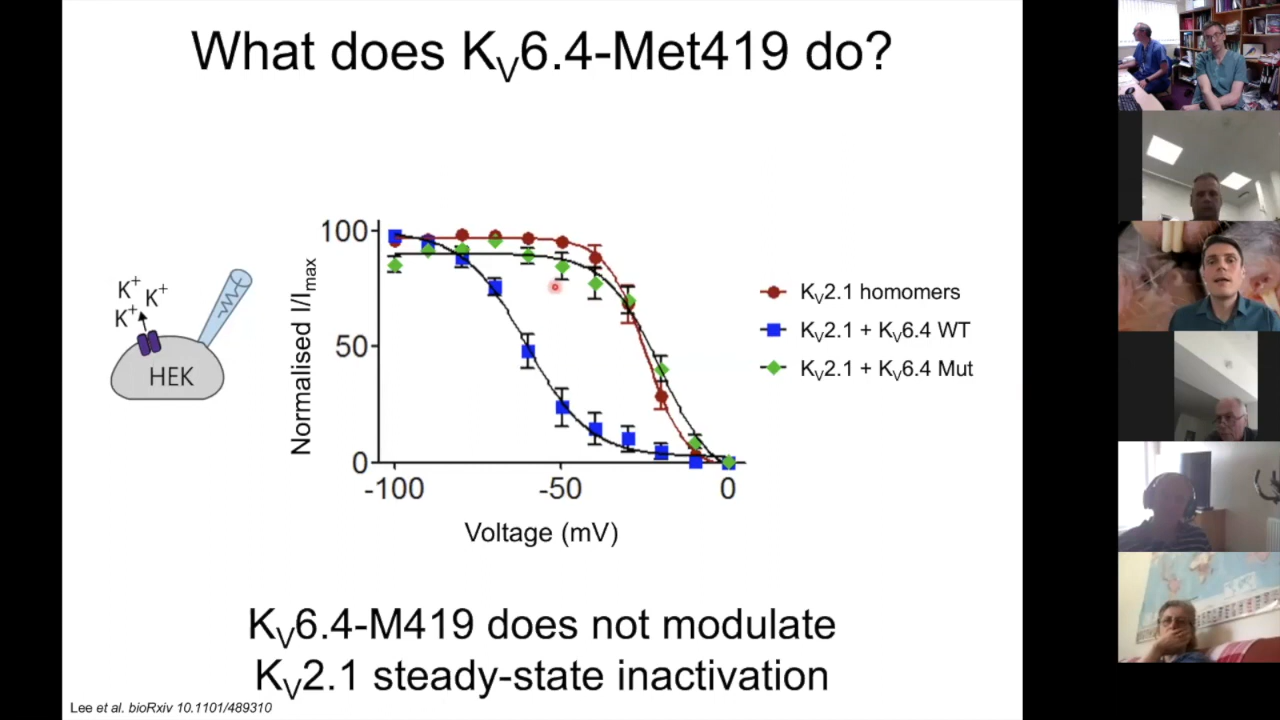 What does Kᵥ6.4-Met419 do?
K⁺
K⁺
K⁺
HEK
Normalised I/Imax
100
50
0
-100
-50
0
Voltage (mV)
Kᵥ2.1 homomers
Kᵥ2.1 + Kᵥ6.4 WT
Kᵥ2.1 + Kᵥ6.4 Mut
Kᵥ6.4-M419 does not modulate
Kᵥ2.1 steady-state inactivation
Lee et al. bioRxiv 10.1101/489310